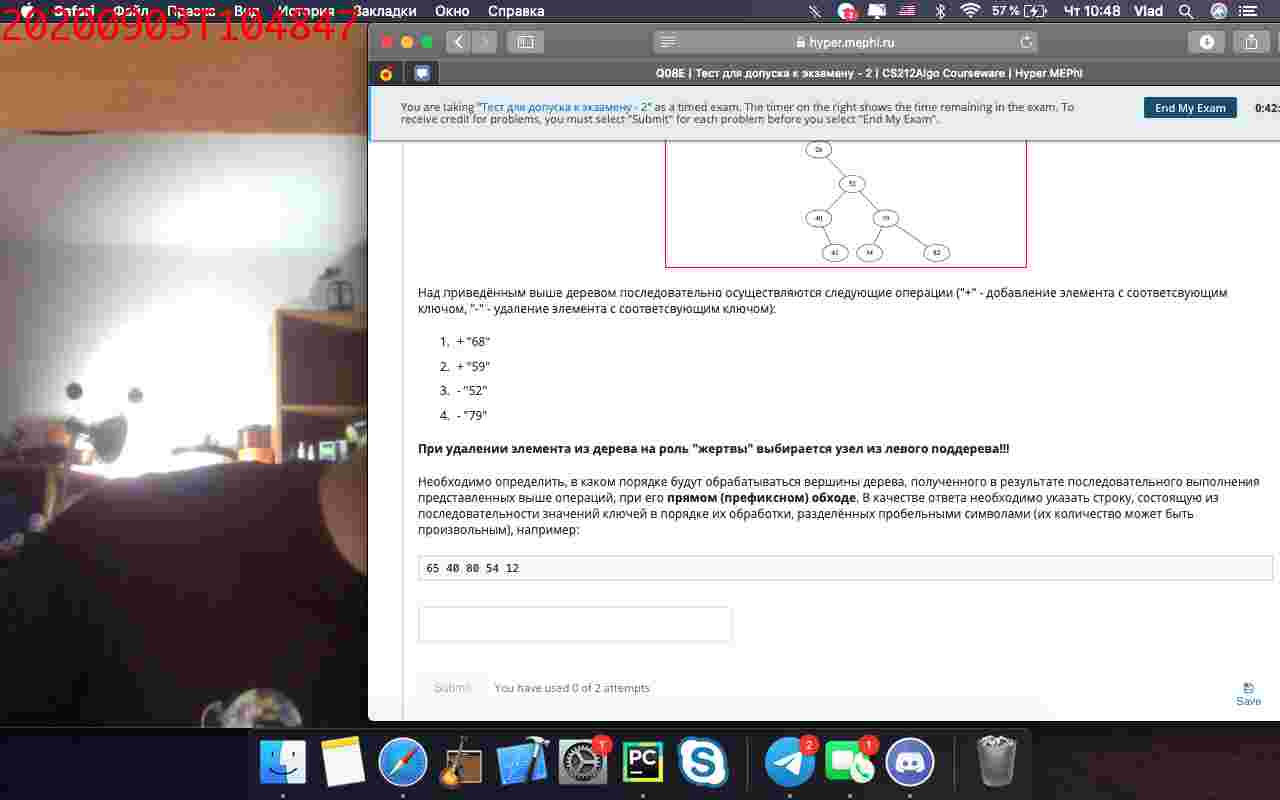 20200903T104847
Safari Файл Правка Вид История Закладки Окно Справка
57 % Чт 10:48 Vlad
hyper.mephi.ru
Q08E | Тест для допуска к экзамену - 2 | CS212Algo Courseware | Hyper.MEPhI
You are taking "Тест для допуска к экзамену - 2" as a timed exam. The timer on the right shows the time remaining in the exam. To
receive credit for problems, you must select "Submit" for each problem before you select "End My Exam".
End My Exam
0:42:
52
40
42
82
Над приведённым выше деревом последовательно осуществляются следующие операции ("+" - добавление элемента с соответсвующим
ключом, "-" - удаление элемента с соответсвующим ключом):
1. + "68"
2. + "59"
3. - "52"
4. - "79"
При удалении элемента из дерева на роль "жертвы" выбирается узел из левого поддерева!!!
Необходимо определить, в каком порядке будут обрабатываться вершины дерева, полученного в результате последовательного выполнения
представленных выше операций, при его прямом (префиксном) обходе. В качестве ответа необходимо указать строку, состоящую из
последовательности значений ключей в порядке их обработки, разделённых пробельными символами (их количество может быть
произвольным), например:
65 40 80 54 12
Submit You have used 0 of 2 attempts
Save
PC
2
1
1